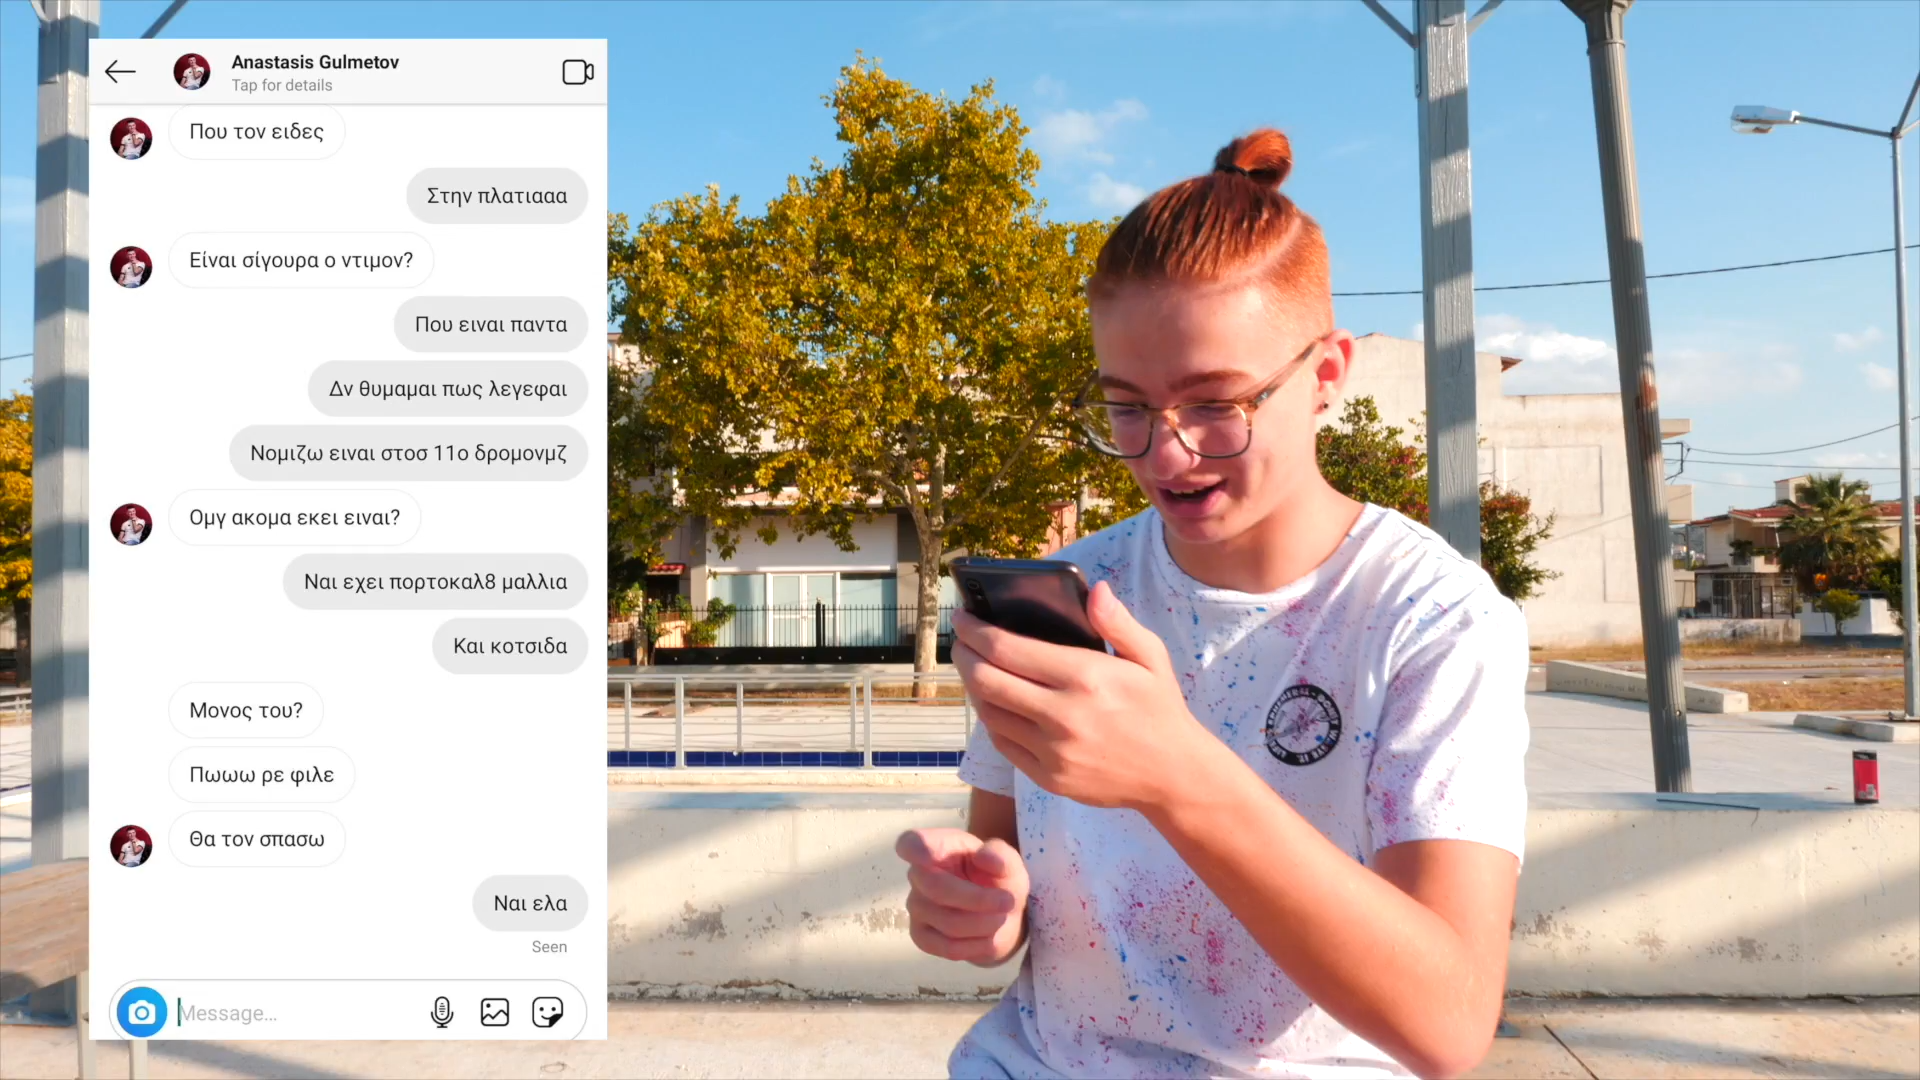 Anastasis Gulmetov
Tap for details
Που τον ειδες
Στην πλατιααα
Είναι σίγουρα ο ντιμον?
Που ειναι παντα
Δν θυμαμαι πως λεγεφαι
Νομιζω ειναι στοσ 11ο δρομονμζ
Ομγ ακομα εκει ειναι?
Ναι εχει πορτοκαλ8 μαλλια
Και κοτσιδα
Μονος του?
Πωωω ρε φιλε
Θα τον σπασω
Ναι ελα
Seen
Message...